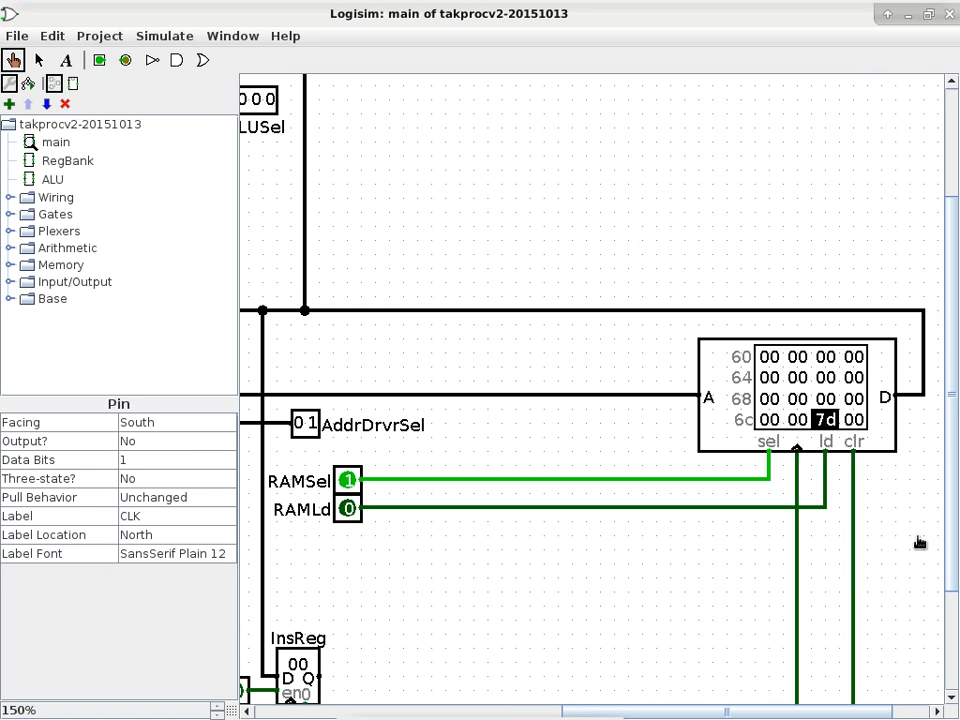 Logisim: main of takprocv2-20151013
File Edit Project Simulate Window Help
A
takprocv2-20151013
main
RegBank
ALU
Wiring
Gates
Plexers
Arithmetic
Memory
Input/Output
Base
Pin
Facing South
Output? No
Data Bits 1
Three-state? No
Pull Behavior Unchanged
Label CLK
Label Location North
Label Font SansSerif Plain 12
150%
0 0 0
LUSel
60 00 00 00 00
64 00 00 00 00
A 68 00 00 00 00 D
6c 00 00 7d 00
sel ld clr
0 1 AddrDrvrSel
RAMSel 1
RAMLd 0
InsReg
00
D Q
en0